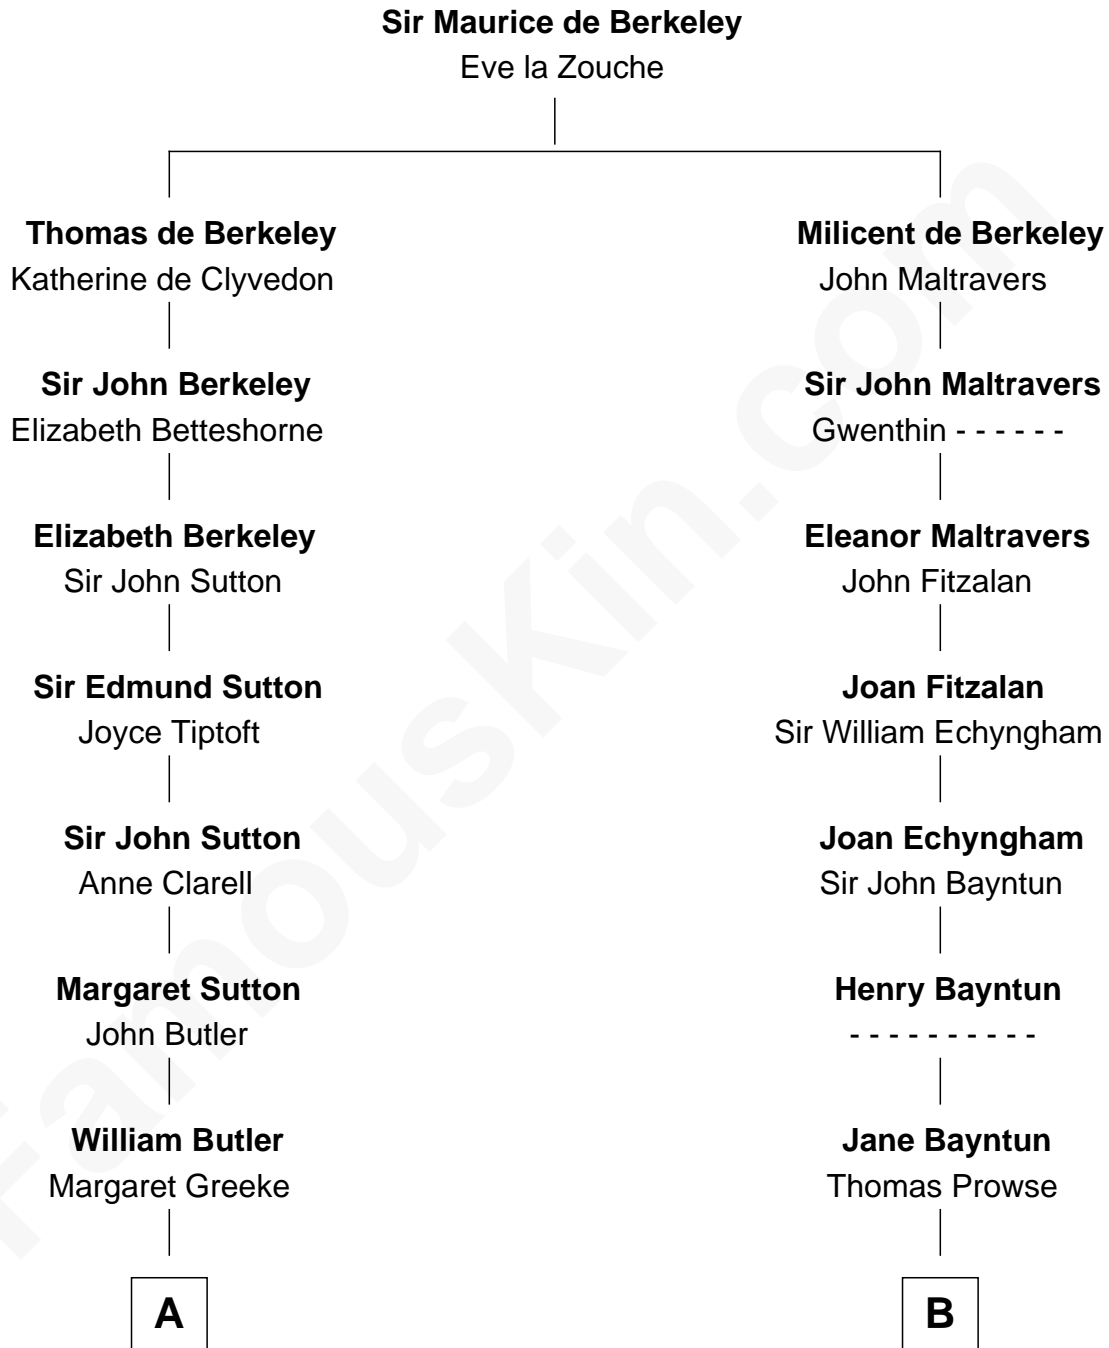 Sir Maurice de Berkeley
Eve la Zouche
Thomas de Berkeley
Katherine de Clyvedon
Sir John Berkeley
Elizabeth Betteshorne
Elizabeth Berkeley
Sir John Sutton
Sir Edmund Sutton
Joyce Tiptoft
Sir John Sutton
Anne Clarell
Margaret Sutton
John Butler
William Butler
Margaret Greeke
A
Milicent de Berkeley
John Maltravers
Sir John Maltravers
Gwenthin - - - - - -
Eleanor Maltravers
John Fitzalan
Joan Fitzalan
Sir William Echyngham
Joan Echyngham
Sir John Bayntun
Henry Bayntun
- - - - - - - - - -
Jane Bayntun
Thomas Prowse
B
FamousKin.com